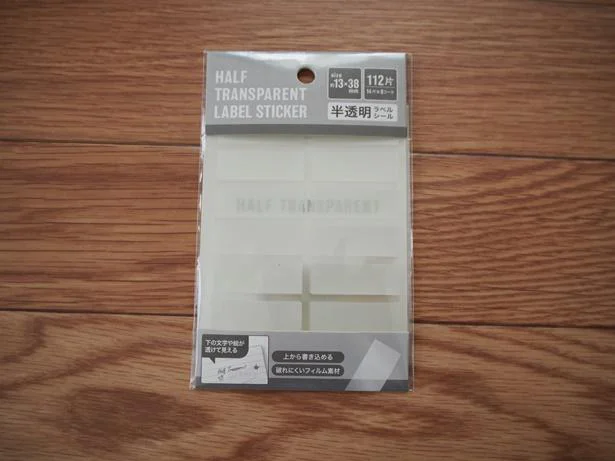 HALF
TRANSPARENT
LABEL STICKER
size
約13×38
mm
112片
半透明
ラベル
シール
HALF TRANSPARENT
下の文字や絵が
透けて見える
上から書き込める
破れにくいフィルム素材